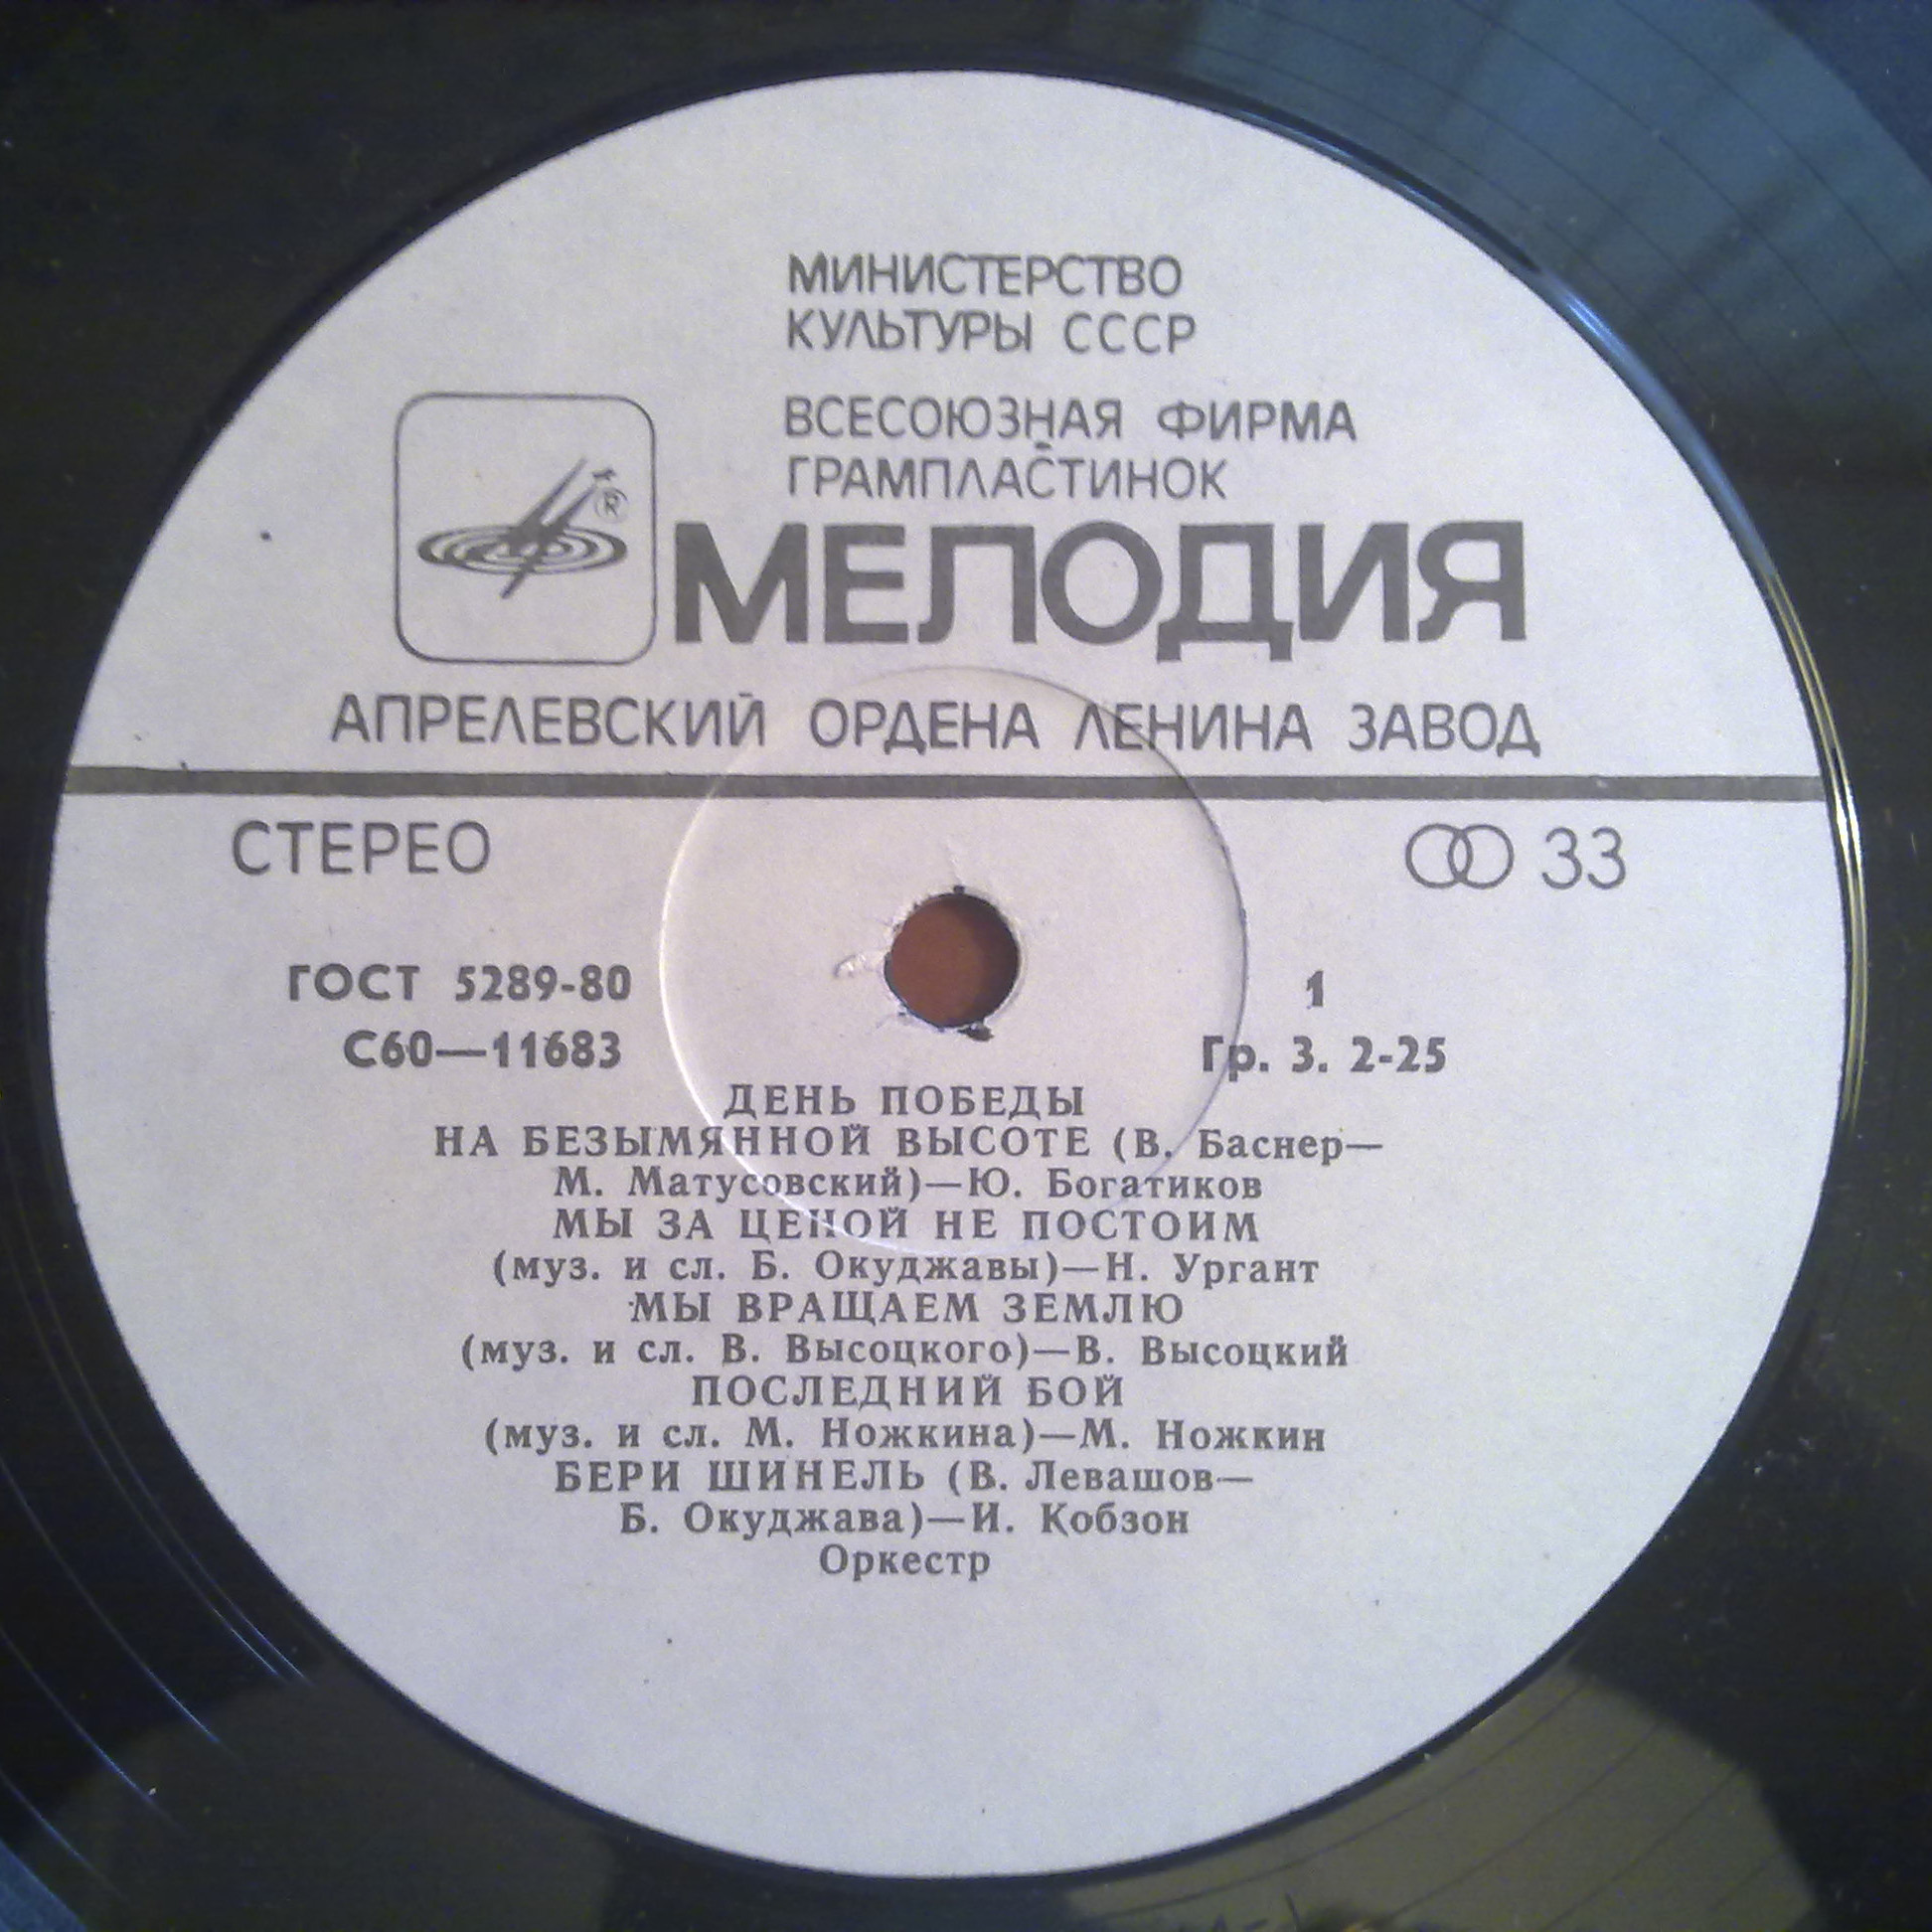 МИНИСТЕРСТВО
КУЛЬТУРЫ СССР
ВСЕСОЮЗНАЯ ФИРМА
ГРАМПЛАСТИНОК
®
МЕЛОДИЯ
АПРЕЛЕВСКИЙ ОРДЕНА ЛЕНИНА ЗАВОД
СТЕРЕО
33
ГОСТ 5289-80
1
С60—11683
Гр. 3. 2-25
ДЕНЬ ПОБЕДЫ
НА БЕЗЫМЯННОЙ ВЫСОТЕ (В. Баснер—
М. Матусовский)—Ю. Богатиков
МЫ ЗА ЦЕНОЙ НЕ ПОСТОИМ
(муз. и сл. Б. Окуджавы)—Н. Ургант
МЫ ВРАЩАЕМ ЗЕМЛЮ
(муз. и сл. В. Высоцкого)—В. Высоцкий
ПОСЛЕДНИЙ БОЙ
(муз. и сл. М. Ножкина)—М. Ножкин
БЕРИ ШИНЕЛЬ (В. Левашов—
Б. Окуджава)—И. Кобзон
Оркестр